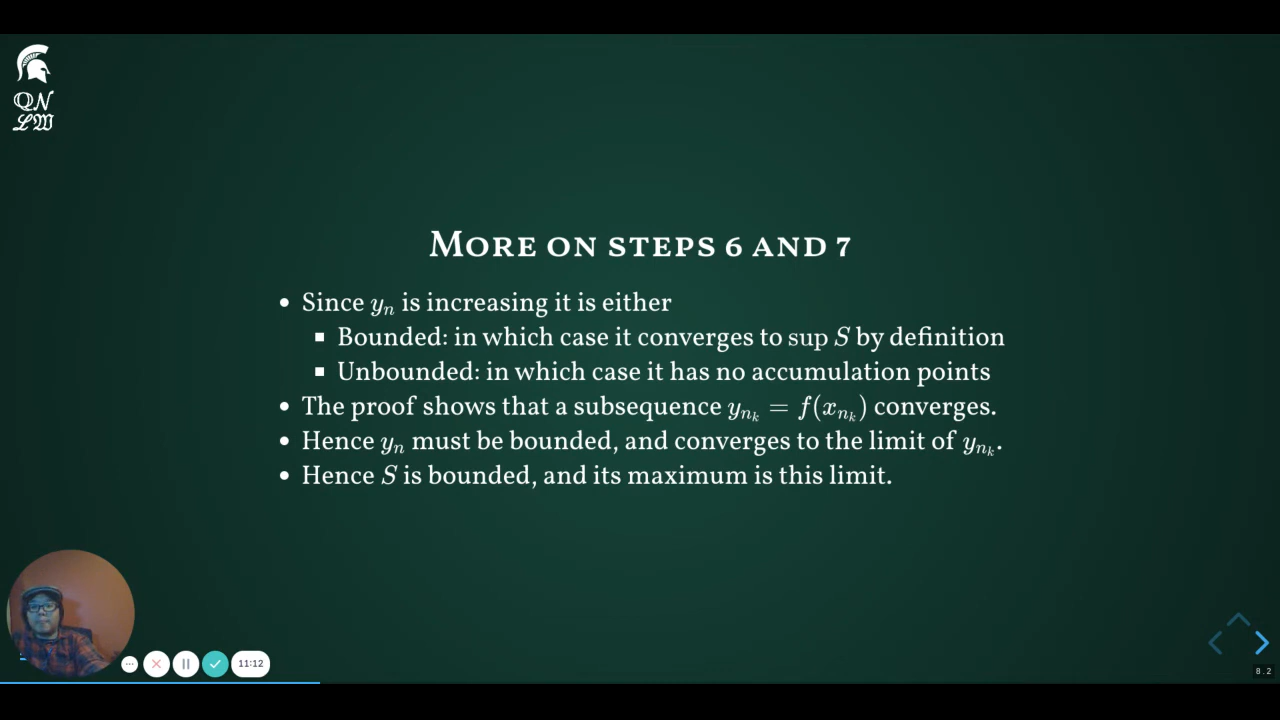 QN
LW
More on steps 6 and 7
• Since yₙ is increasing it is either
▪ Bounded: in which case it converges to sup S by definition
▪ Unbounded: in which case it has no accumulation points
• The proof shows that a subsequence yₙₖ = f(xₙₖ) converges.
• Hence yₙ must be bounded, and converges to the limit of yₙₖ.
• Hence S is bounded, and its maximum is this limit.
11:12
8.2